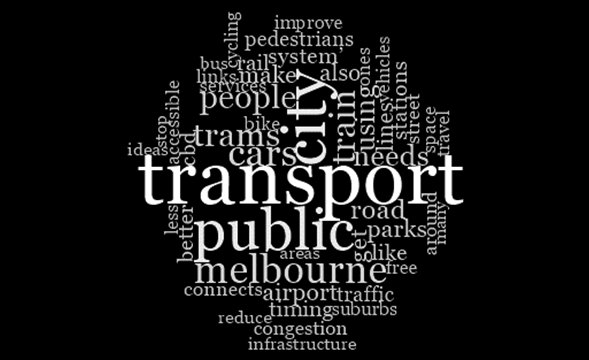 improve
cycling
pedestrians
system'
ones
vehicles
bus
rail
links
make
also
services
people
city
train
using
lines
stations
street
space
travel
accessible
stop
ideas
cbd
bike
trams
cars
needs
transport
less
better
public
road
parks
around
many
areas
get
like
free
melbourne
connects
airport
traffic
timing
suburbs
reduce
congestion
infrastructure